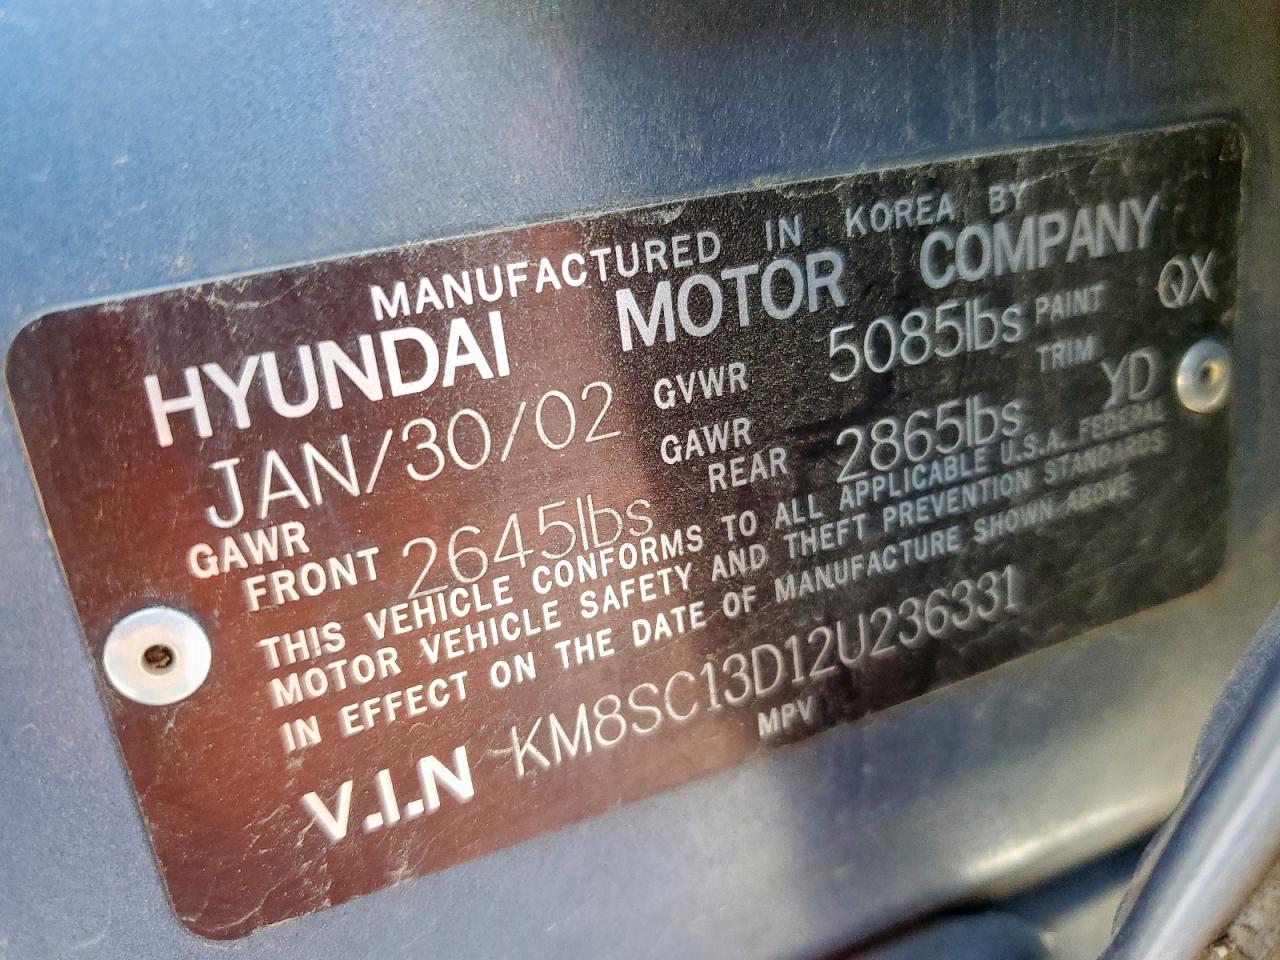 MANUFACTURED IN KOREA BY
HYUNDAI MOTOR COMPANY
JAN/30/02 GVWR 5085lbs PAINT QX
GAWR FRONT 2645lbs GAWR REAR 2865lbs TRIM YD
THIS VEHICLE CONFORMS TO ALL APPLICABLE U.S.A. FEDERAL
MOTOR VEHICLE SAFETY AND THEFT PREVENTION STANDARDS
IN EFFECT ON THE DATE OF MANUFACTURE SHOWN ABOVE
V.I.N KM8SC13D12U236331
MPV